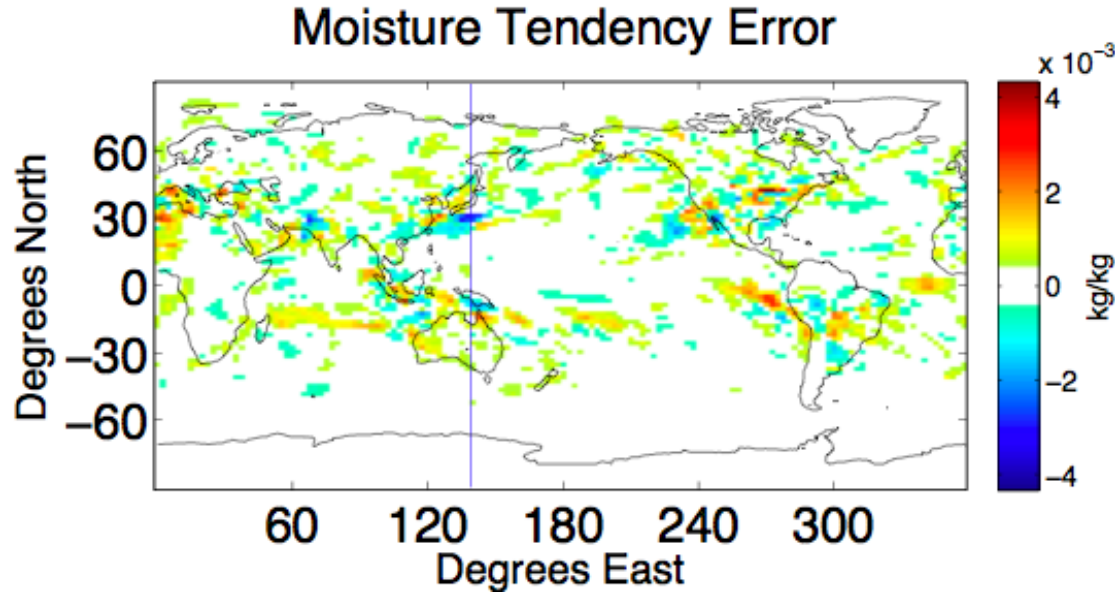 Moisture Tendency Error
x 10⁻³
4
2
0
−2
−4
kg/kg
60
30
0
−30
−60
Degrees North
60 120 180 240 300
Degrees East